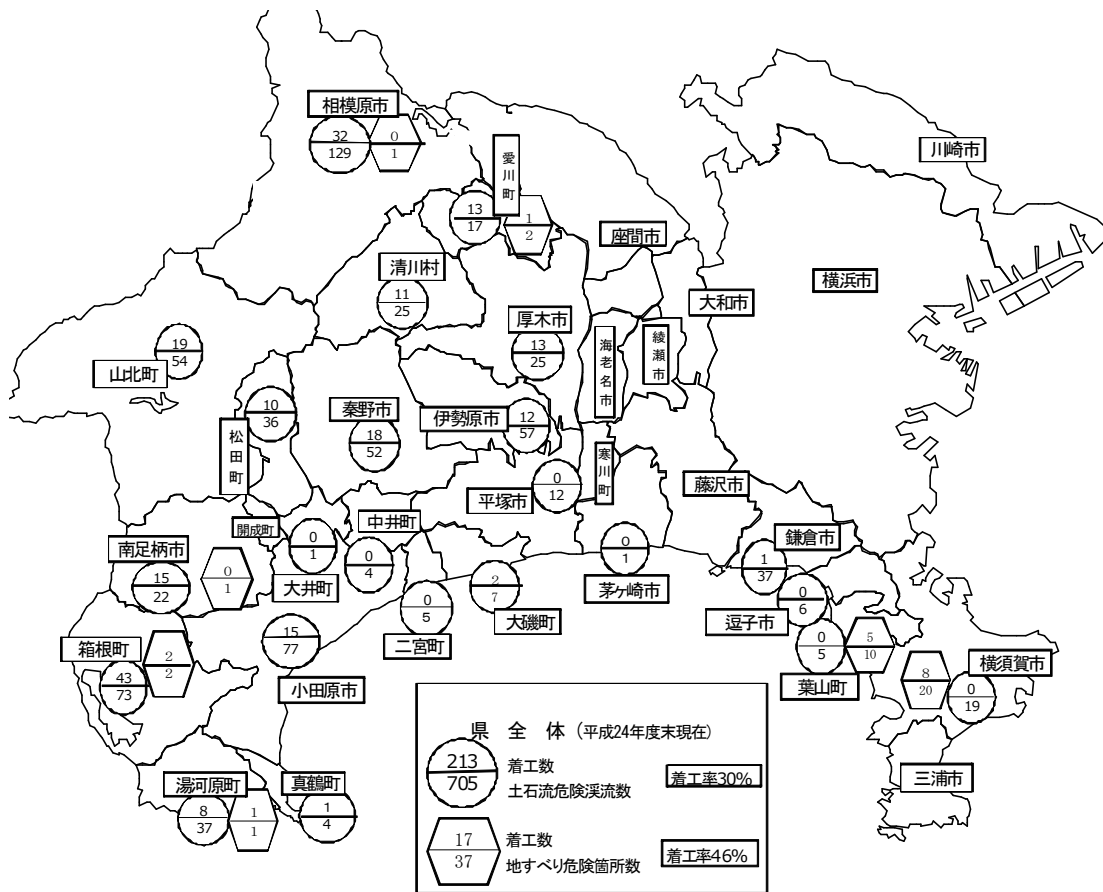 相模原市
32
129
0
1
愛川町
13
17
1
2
川崎市
座間市
横浜市
大和市
清川村
11
25
厚木市
13
25
海老名市
綾瀬市
19
54
山北町
10
36
松田町
秦野市
18
52
伊勢原市
12
57
寒川町
平塚市
0
12
藤沢市
開成町
中井町
0
1
大井町
0
4
南足柄市
15
22
0
1
茅ヶ崎市
0
1
鎌倉市
1
37
逗子市
0
6
二宮町
0
5
大磯町
2
7
箱根町
43
73
2
2
15
77
小田原市
葉山町
0
5
5
10
8
20
横須賀市
0
19
三浦市
湯河原町
8
37
1
1
真鶴町
1
4
県 全 体 (平成24年度末現在)
213
705
着工数
土石流危険渓流数
着工率30%
17
37
着工数
地すべり危険箇所数
着工率46%